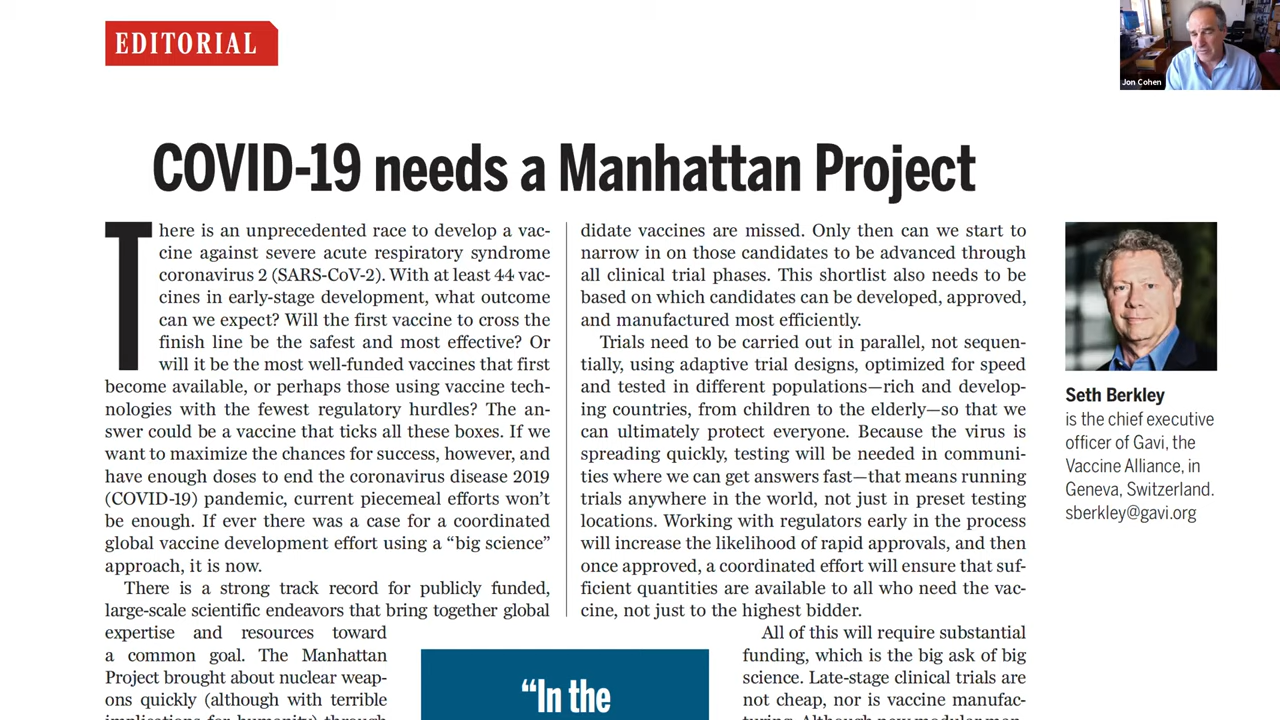 EDITORIAL
Jon Cohen
COVID-19 needs a Manhattan Project
There is an unprecedented race to develop a vac-
cine against severe acute respiratory syndrome
coronavirus 2 (SARS-CoV-2). With at least 44 vac-
cines in early-stage development, what outcome
can we expect? Will the first vaccine to cross the
finish line be the safest and most effective? Or
will it be the most well-funded vaccines that first
become available, or perhaps those using vaccine tech-
nologies with the fewest regulatory hurdles? The an-
swer could be a vaccine that ticks all these boxes. If we
want to maximize the chances for success, however, and
have enough doses to end the coronavirus disease 2019
(COVID-19) pandemic, current piecemeal efforts won’t
be enough. If ever there was a case for a coordinated
global vaccine development effort using a “big science”
approach, it is now.
There is a strong track record for publicly funded,
large-scale scientific endeavors that bring together global
expertise and resources toward
a common goal. The Manhattan
Project brought about nuclear weap-
ons quickly (although with terrible
implications for humanity) through
“In the
didate vaccines are missed. Only then can we start to
narrow in on those candidates to be advanced through
all clinical trial phases. This shortlist also needs to be
based on which candidates can be developed, approved,
and manufactured most efficiently.
Trials need to be carried out in parallel, not sequen-
tially, using adaptive trial designs, optimized for speed
and tested in different populations—rich and develop-
ing countries, from children to the elderly—so that we
can ultimately protect everyone. Because the virus is
spreading quickly, testing will be needed in communi-
ties where we can get answers fast—that means running
trials anywhere in the world, not just in preset testing
locations. Working with regulators early in the process
will increase the likelihood of rapid approvals, and then
once approved, a coordinated effort will ensure that suf-
ficient quantities are available to all who need the vac-
cine, not just to the highest bidder.
All of this will require substantial
funding, which is the big ask of big
science. Late-stage clinical trials are
not cheap, nor is vaccine manufac-
turing. Although new modular man-
Seth Berkley
is the chief executive
officer of Gavi, the
Vaccine Alliance, in
Geneva, Switzerland.
sberkley@gavi.org